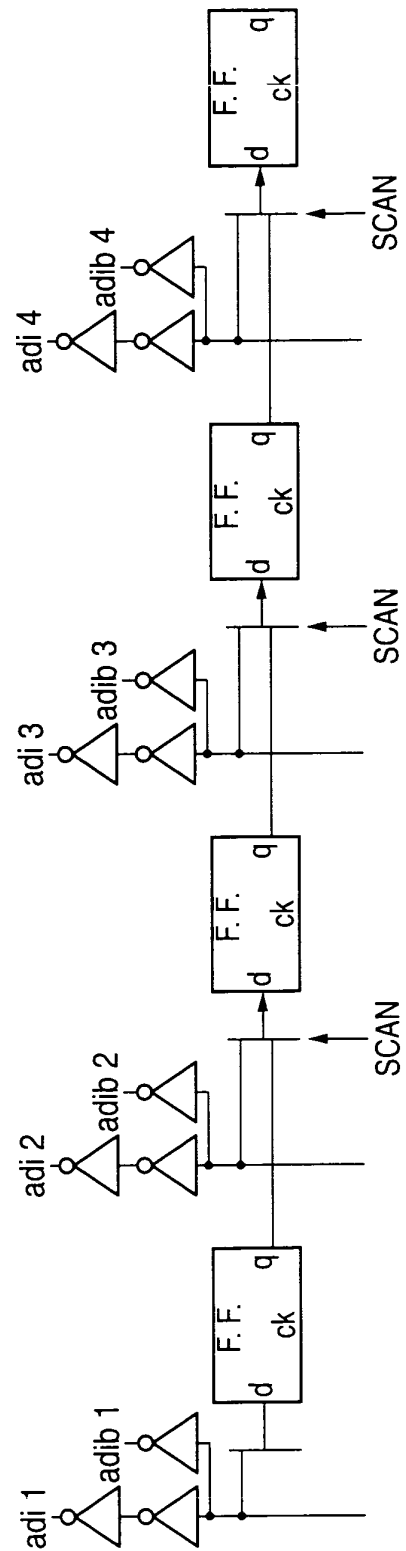 adi 1
adib 1
F. F.
d
q
ck
adi 2
adib 2
F. F.
d
q
ck
SCAN
adi 3
adib 3
F. F.
d
q
ck
SCAN
adi 4
adib 4
F. F.
d
q
ck
SCAN